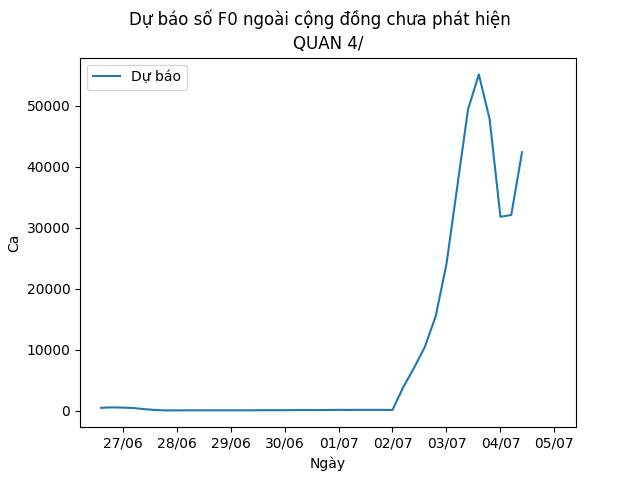 Dự báo số F0 ngoài cộng đồng chưa phát hiện
QUAN 4/
Dự báo
50000
40000
30000
20000
10000
0
Ca
27/06 28/06 29/06 30/06 01/07 02/07 03/07 04/07 05/07
Ngày